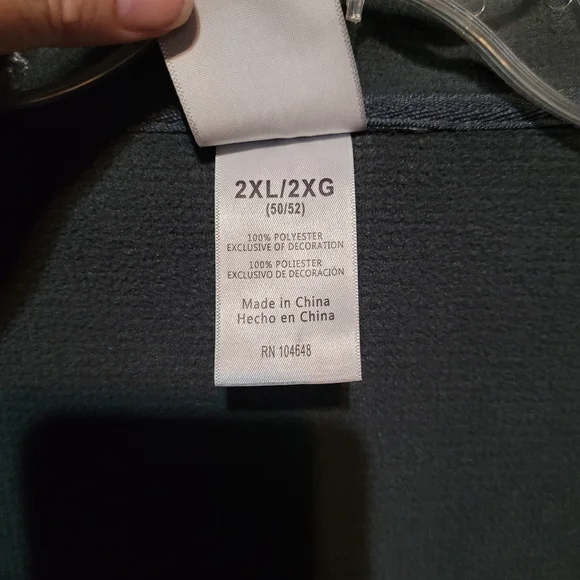 2XL/2XG
(50/52)
100% POLYESTER
EXCLUSIVE OF DECORATION
100% POLIESTER
EXCLUSIVO DE DECORACIÓN
Made in China
Hecho en China
RN 104648